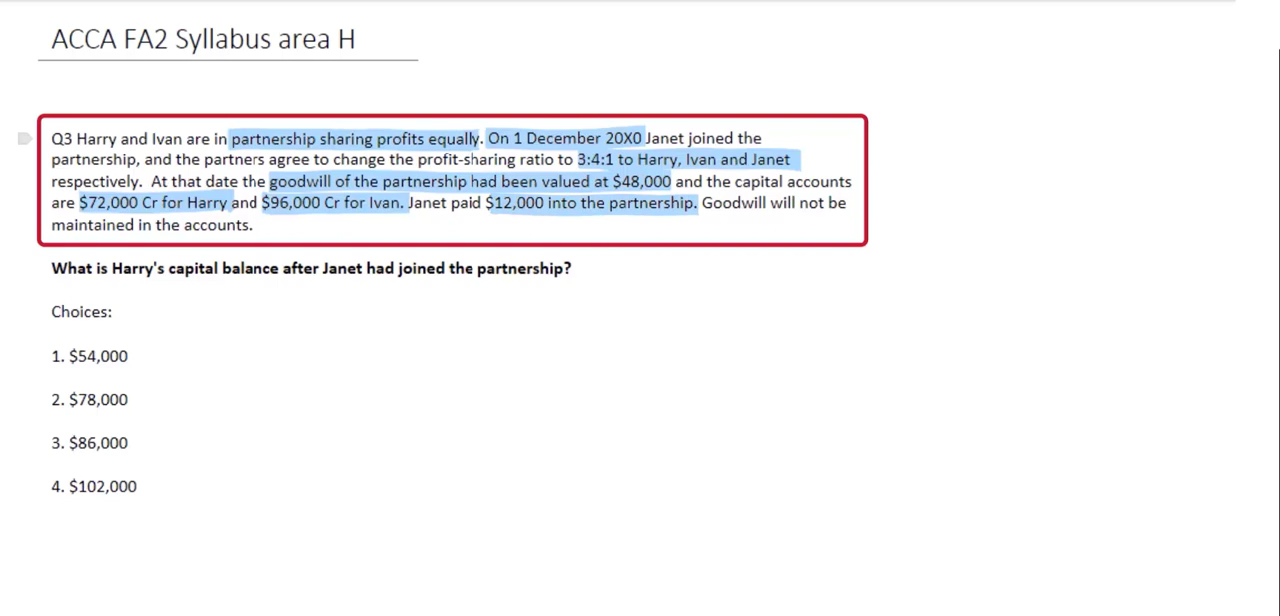 ACCA FA2 Syllabus area H
Q3 Harry and Ivan are in partnership sharing profits equally. On 1 December 20X0 Janet joined the
partnership, and the partners agree to change the profit-sharing ratio to 3:4:1 to Harry, Ivan and Janet
respectively.  At that date the goodwill of the partnership had been valued at $48,000 and the capital accounts
are $72,000 Cr for Harry and $96,000 Cr for Ivan. Janet paid $12,000 into the partnership. Goodwill will not be
maintained in the accounts.
What is Harry's capital balance after Janet had joined the partnership?
Choices:
1. $54,000
2. $78,000
3. $86,000
4. $102,000